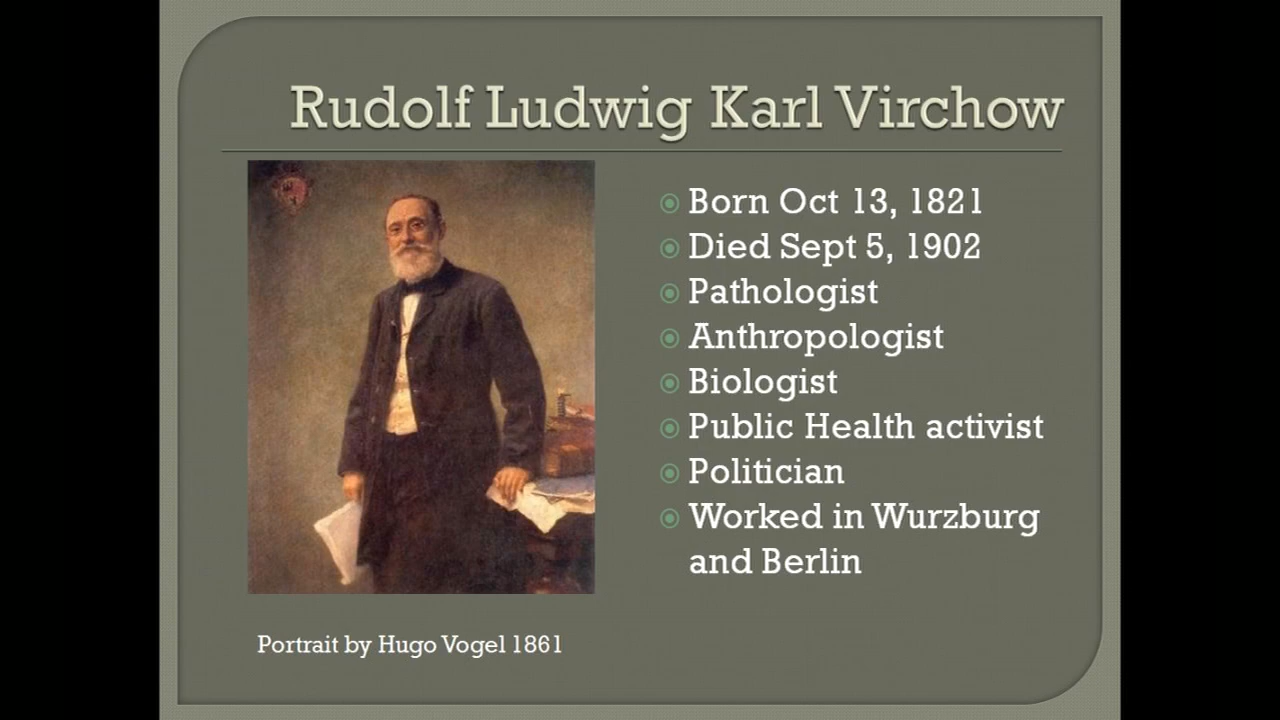 Rudolf Ludwig Karl Virchow
Born Oct 13, 1821
Died Sept 5, 1902
Pathologist
Anthropologist
Biologist
Public Health activist
Politician
Worked in Wurzburg
and Berlin
Portrait by Hugo Vogel 1861